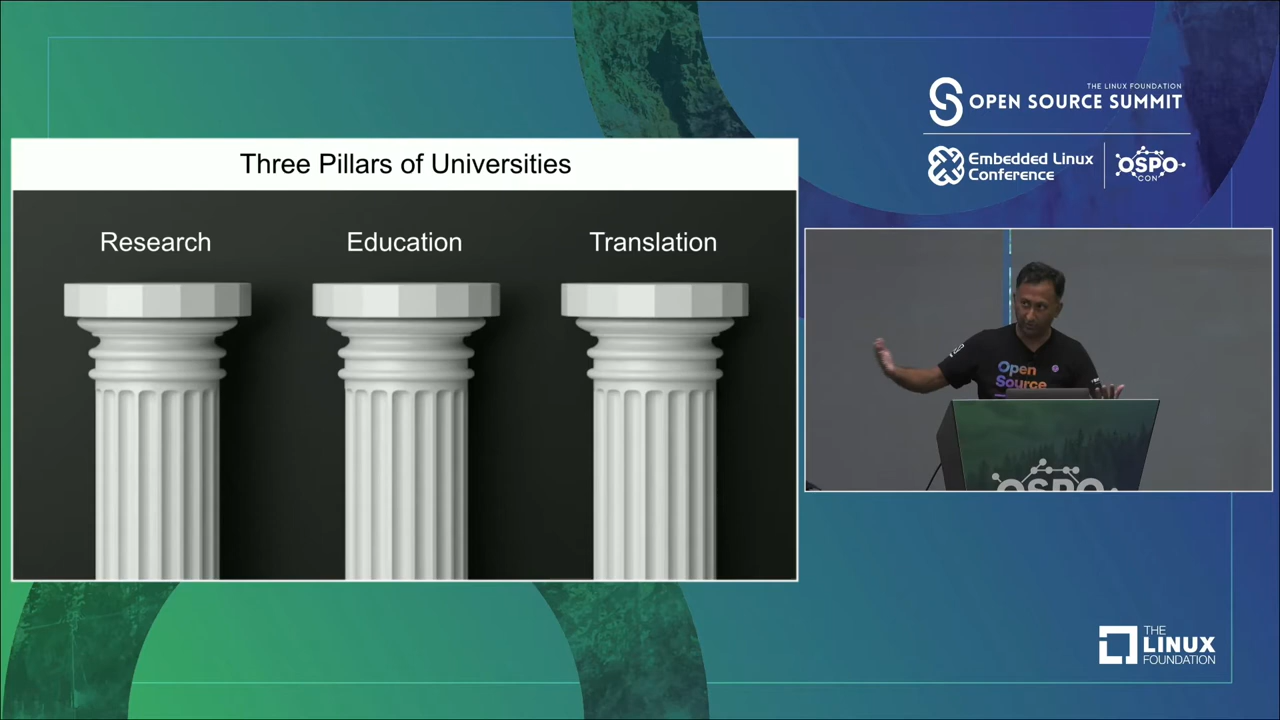 THE LINUX FOUNDATION
OPEN SOURCE SUMMIT
Embedded Linux
Conference
OSPO
CON
Three Pillars of Universities
Research
Education
Translation
Open
Source
OSPO
THE
LINUX
FOUNDATION